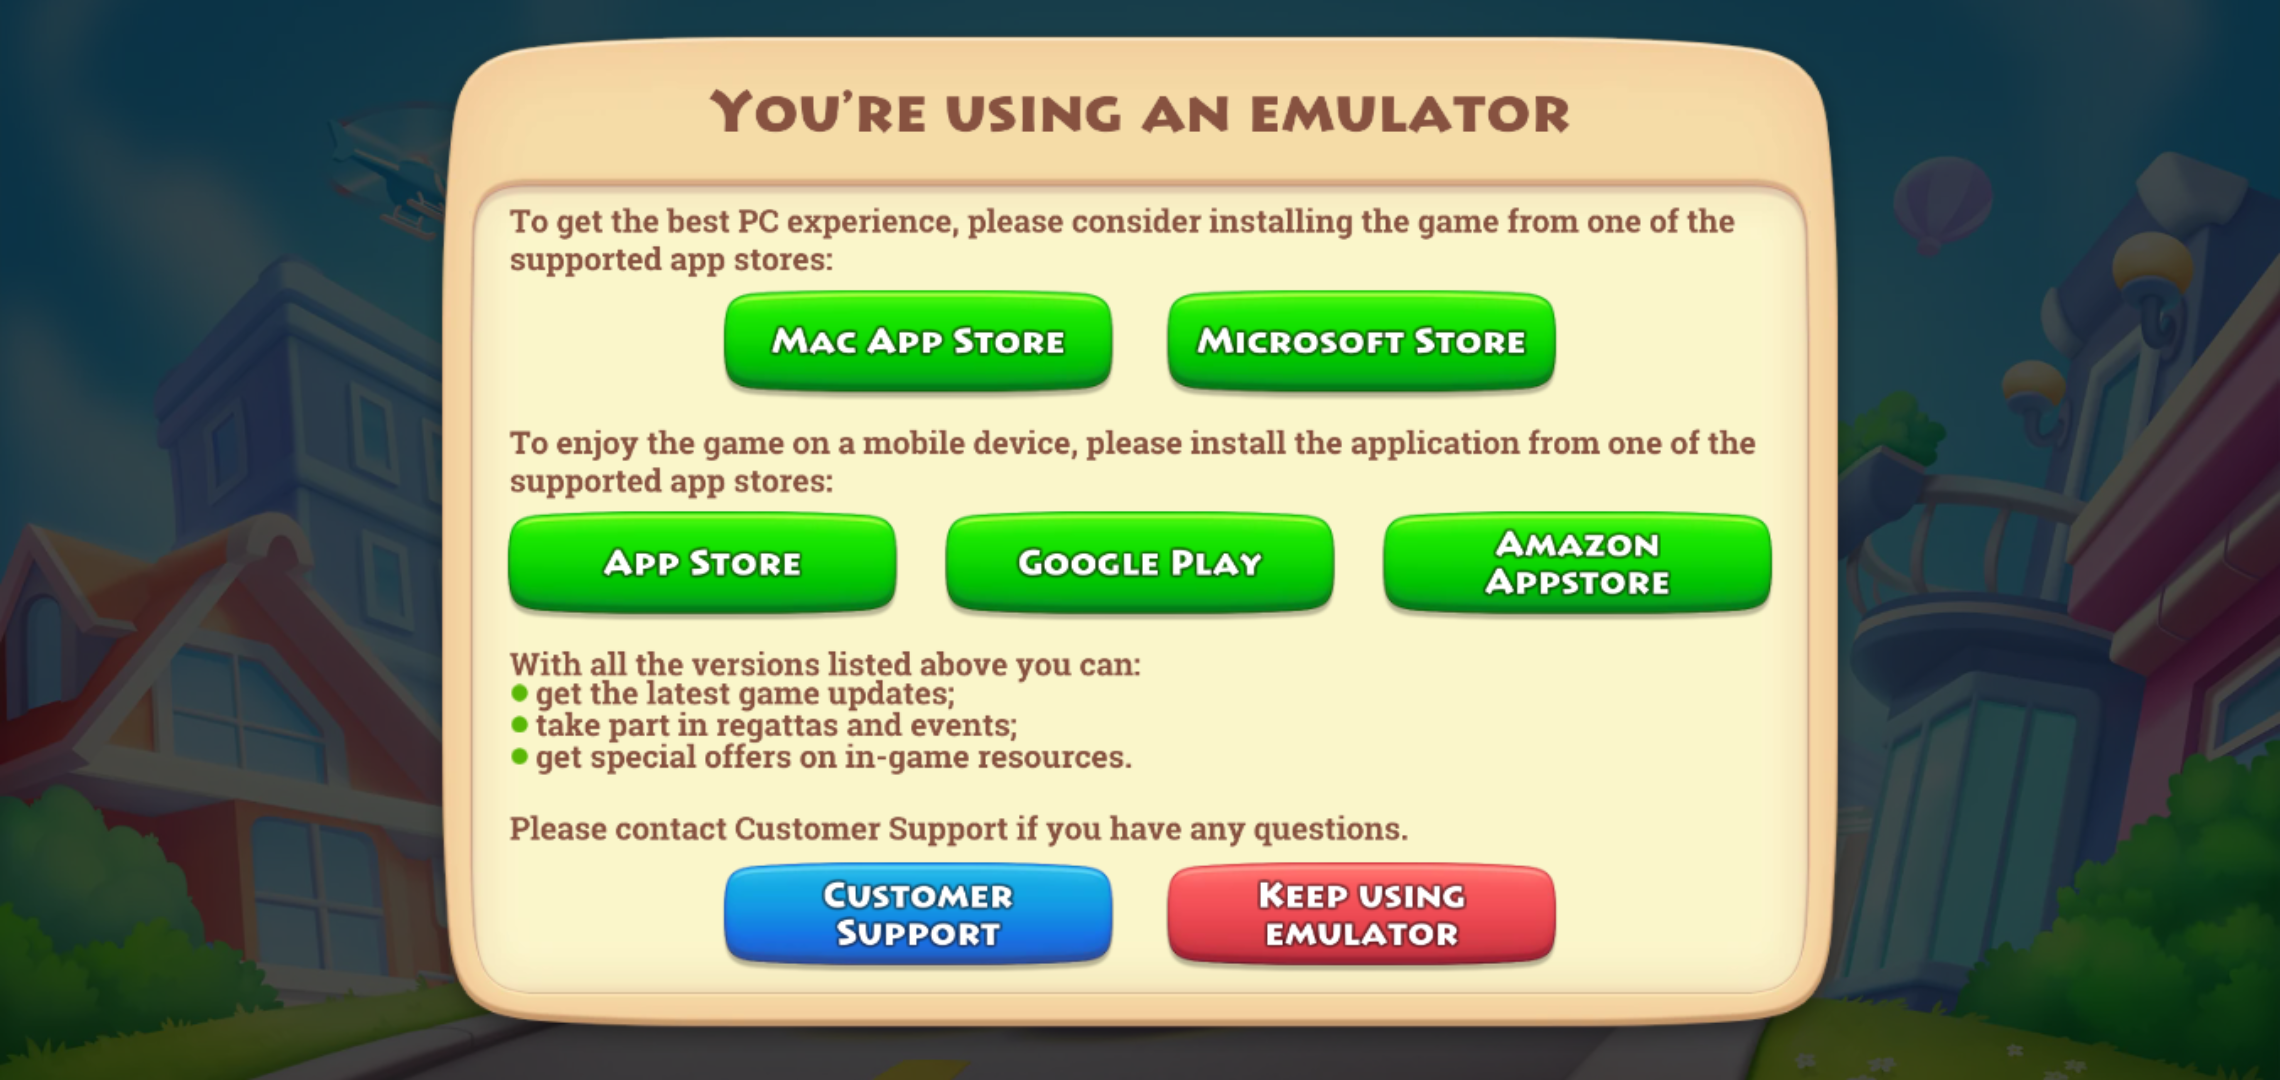 You're using an emulator
To get the best PC experience, please consider installing the game from one of the
supported app stores:
Mac App Store
Microsoft Store
To enjoy the game on a mobile device, please install the application from one of the
supported app stores:
App Store
Google Play
Amazon
Appstore
With all the versions listed above you can:
● get the latest game updates;
● take part in regattas and events;
● get special offers on in-game resources.
Please contact Customer Support if you have any questions.
Customer
Support
Keep using
emulator